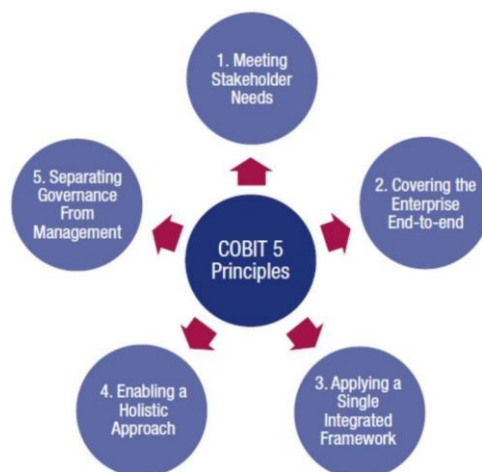 1. Meeting
Stakeholder
Needs
2. Covering the
Enterprise
End-to-end
3. Applying a
Single
Integrated
Framework
4. Enabling a
Holistic
Approach
5. Separating
Governance
From
Management
COBIT 5
Principles